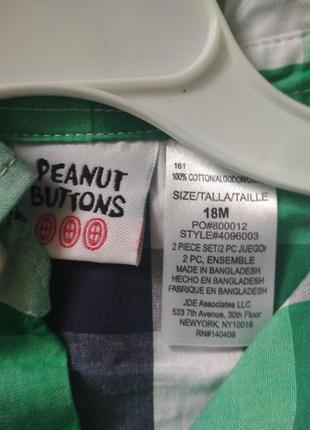 PEANUT
BUTTONS
161
100% COTTON/ALGODON/
SIZE/TALLA/TAILLE
18M
PO#800012
STYLE#4096003
2 PIECE SET/2 PC JUEGO/
2 PC, ENSEMBLE
MADE IN BANGLADESH
HECHO EN BANGLADESH
FABRIQUE EN BANGLADESH
JDE Associates LLC
533 7th Avenue, 30th Floor
NEWYORK, NY10018
RN#140409